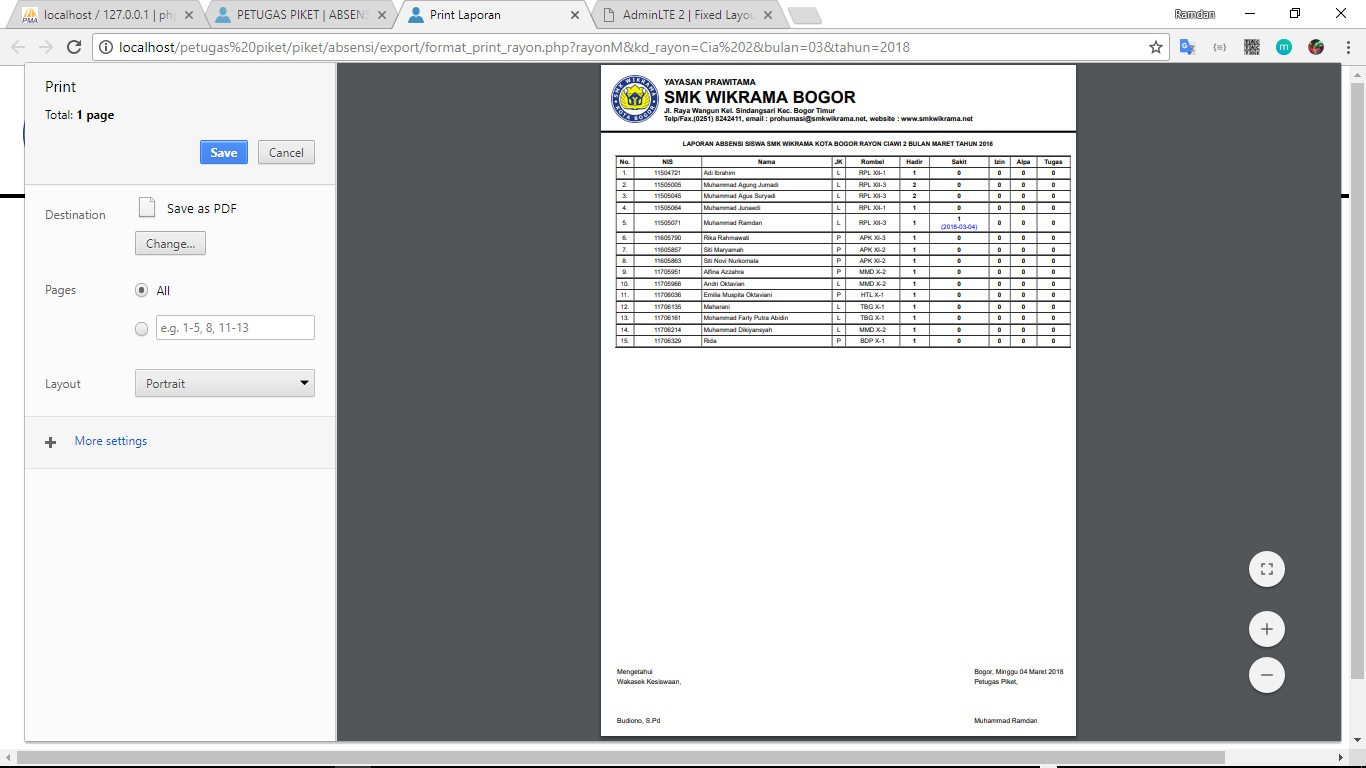 localhost / 127.0.0.1 | ph
PETUGAS PIKET | ABSENS
Print Laporan
AdminLTE 2 | Fixed Layou
Ramdan
localhost/petugas%20piket/piket/absensi/export/format_print_rayon.php?rayonM&kd_rayon=Cia%202&bulan=03&tahun=2018
Print
Total: 1 page
Save
Cancel
Destination
Save as PDF
Change...
Pages
All
e.g. 1-5, 8, 11-13
Layout
Portrait
More settings
SMK WIKRAMA
KOTA BOGOR
YAYASAN PRAWITAMA
SMK WIKRAMA BOGOR
Jl. Raya Wangun Kel. Sindangsari Kec. Bogor Timur
Telp/Fax.(0251) 8242411, email : prohumasi@smkwikrama.net, website : www.smkwikrama.net
LAPORAN ABSENSI SISWA SMK WIKRAMA KOTA BOGOR RAYON CIAWI 2 BULAN MARET TAHUN 2018
No. NIS Nama JK Rombel Hadir Sakit Izin Alpa Tugas
1. 11504721 Adi Ibrahim L RPL XII-1 1 0 0 0 0
2. 11505005 Muhammad Agung Jumadi L RPL XII-3 2 0 0 0 0
3. 11505045 Muhammad Agus Suryadi L RPL XII-3 2 0 0 0 0
4. 11505064 Muhammad Junaedi L RPL XII-1 1 0 0 0 0
5. 11505071 Muhammad Ramdan L RPL XII-3 1 1 (2018-03-04) 0 0 0
6. 11605790 Rika Rahmawati P APK XI-3 1 0 0 0 0
7. 11605857 Siti Maryamah P APK XI-2 1 0 0 0 0
8. 11605863 Siti Novi Nurkomala P APK XI-2 1 0 0 0 0
9. 11705951 Alfina Azzahra P MMD X-2 1 0 0 0 0
10. 11705966 Andri Oktavian L MMD X-2 1 0 0 0 0
11. 11706036 Emilia Muspita Oktaviani P HTL X-1 1 0 0 0 0
12. 11706135 Maharani L TBG X-1 1 0 0 0 0
13. 11706161 Mohammad Farly Putra Abidin L TBG X-1 1 0 0 0 0
14. 11706214 Muhammad Dikiyansyah L MMD X-2 1 0 0 0 0
15. 11706329 Rida P BDP X-1 1 0 0 0 0
Mengetahui
Wakasek Kesiswaan,
Budiono, S.Pd
Bogor, Minggu 04 Maret 2018
Petugas Piket,
Muhammad Ramdan